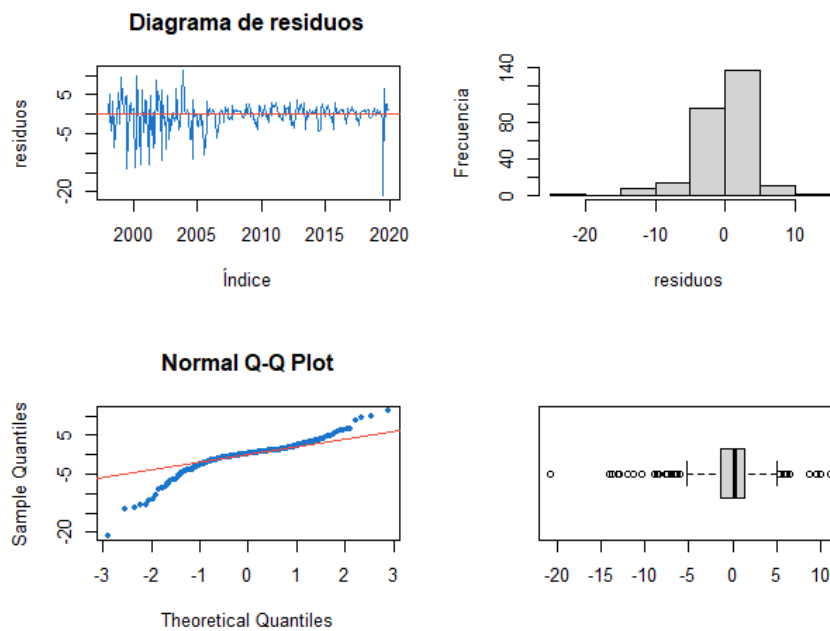 Diagrama de residuos
residuos
5
-5
-20
2000 2005 2010 2015 2020
Índice
Frecuencia
140
80
40
0
-20 -10 0 10
residuos
Normal Q-Q Plot
Sample Quantiles
5
-5
-20
-3 -2 -1 0 1 2 3
Theoretical Quantiles
-20 -15 -10 -5 0 5 10